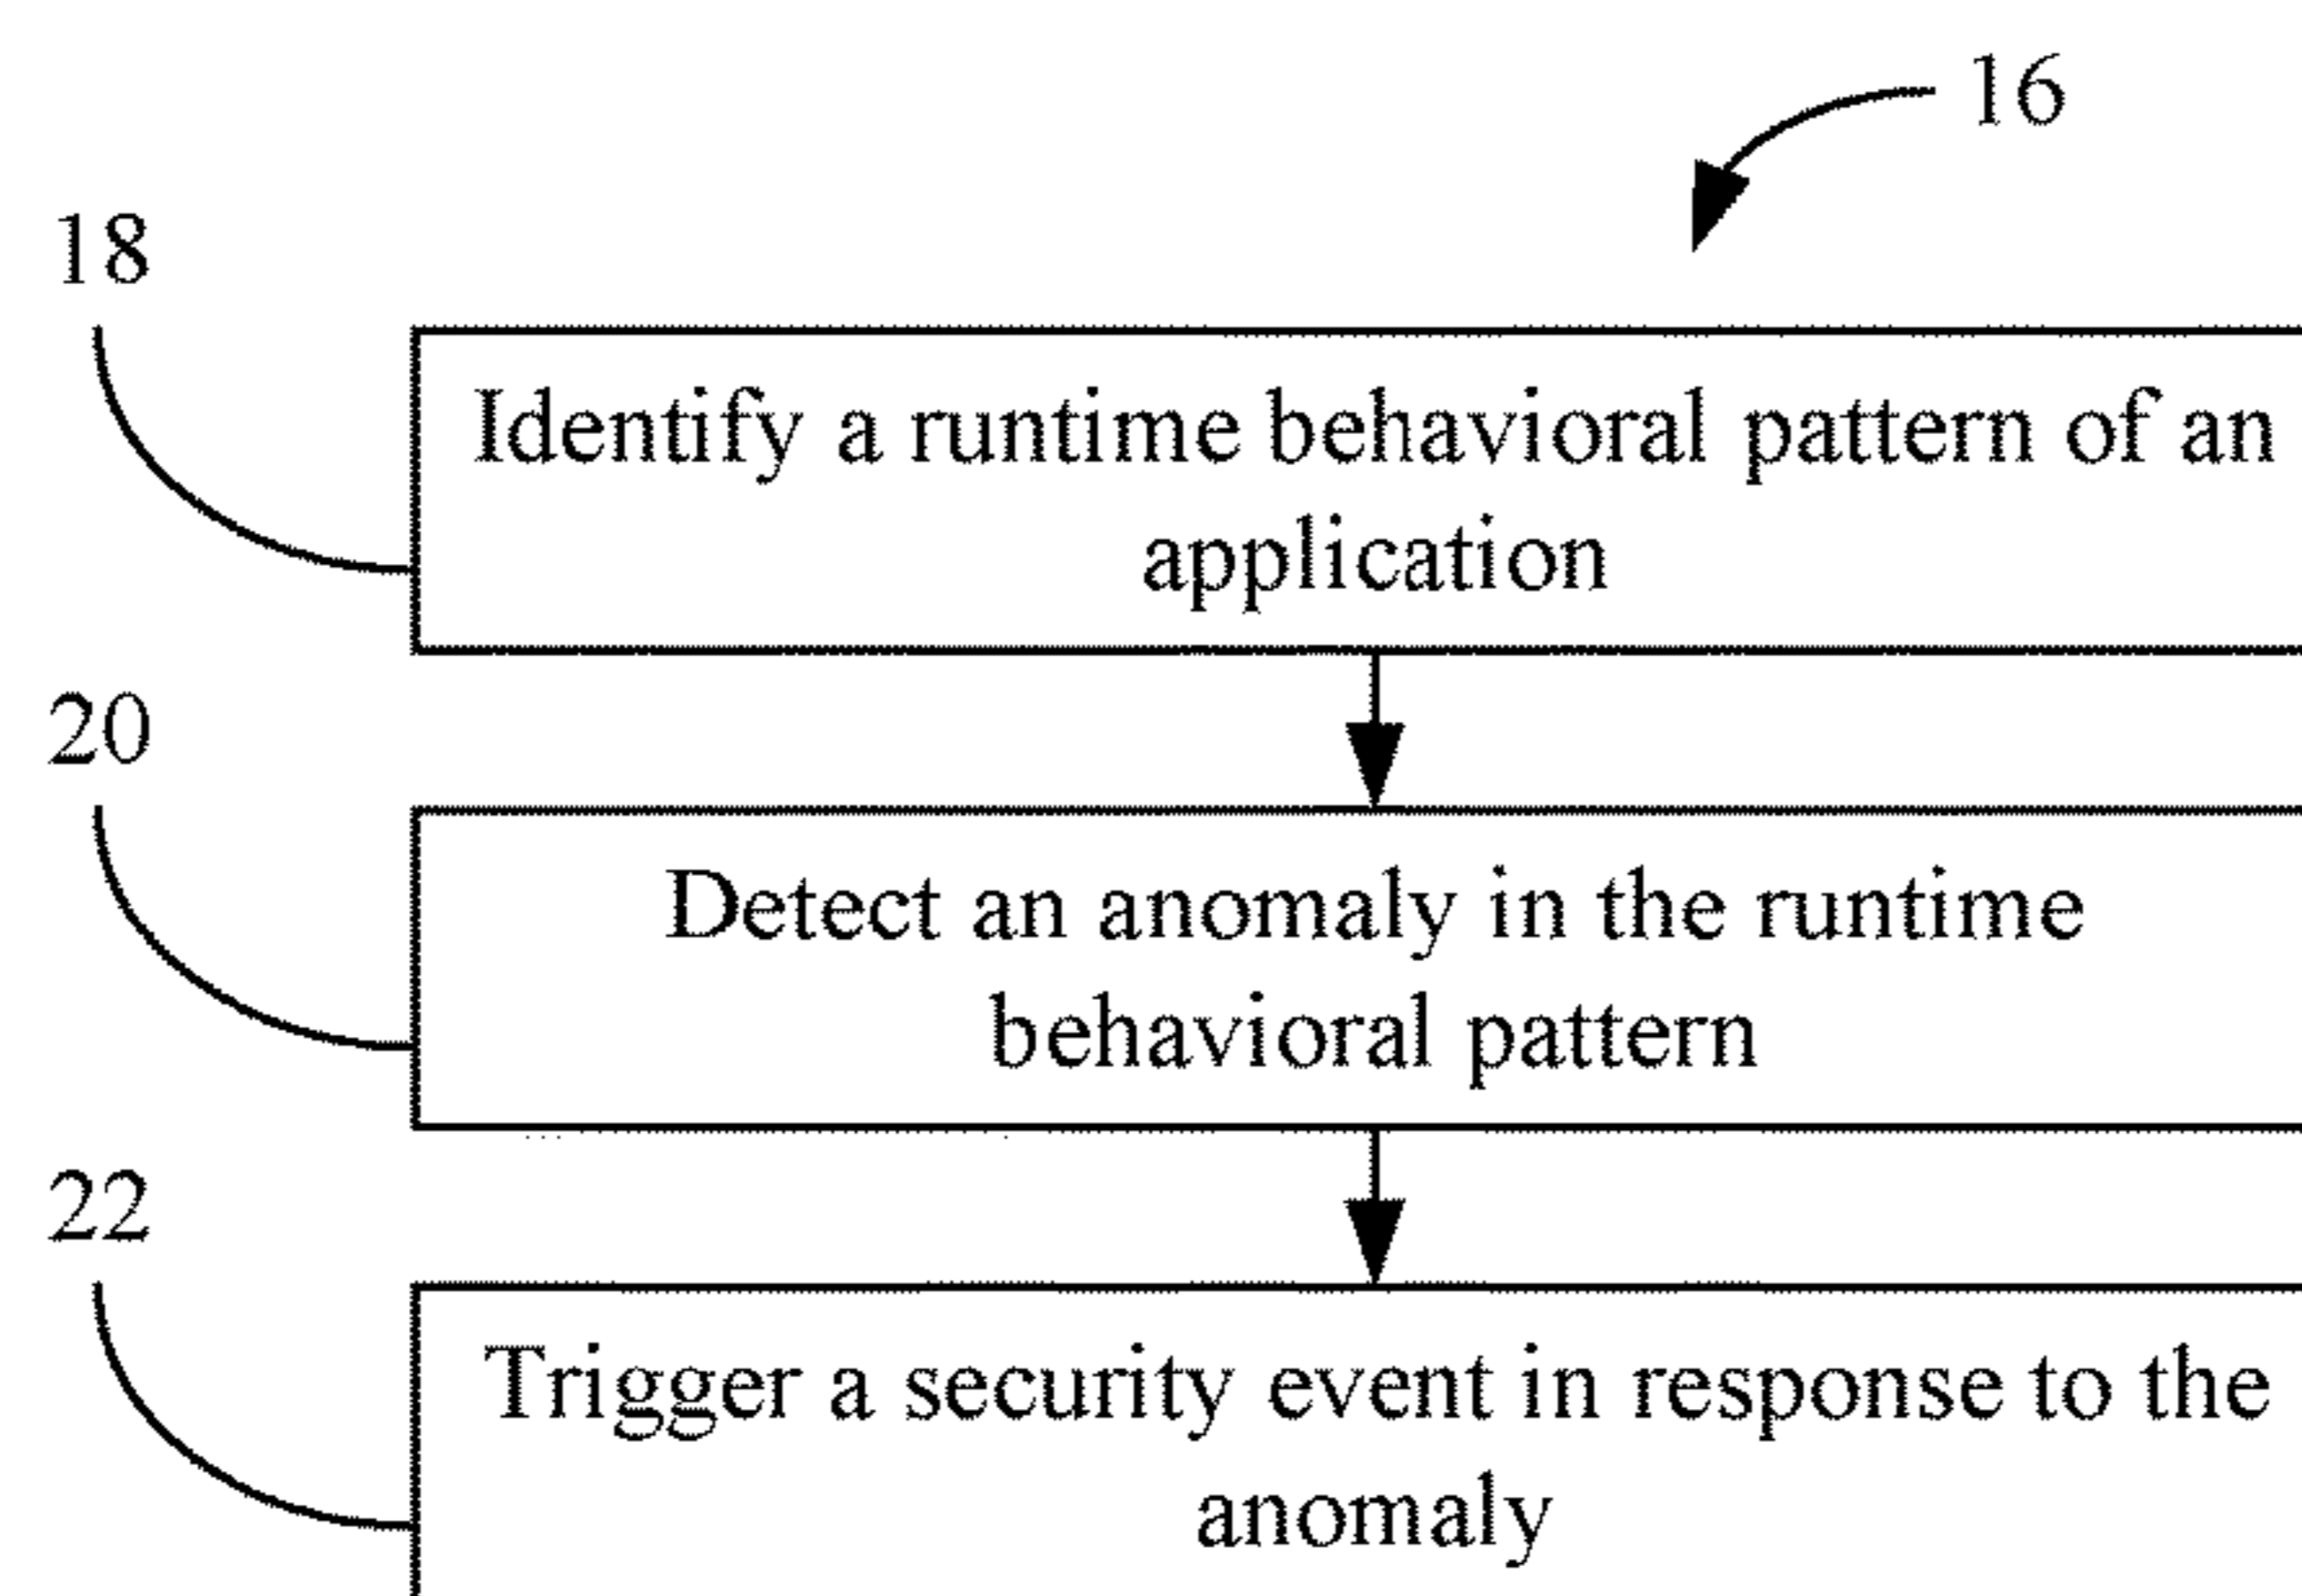 16
18
Identify a runtime behavioral pattern of an
application
20
Detect an anomaly in the runtime
behavioral pattern
22
Trigger a security event in response to the
anomaly